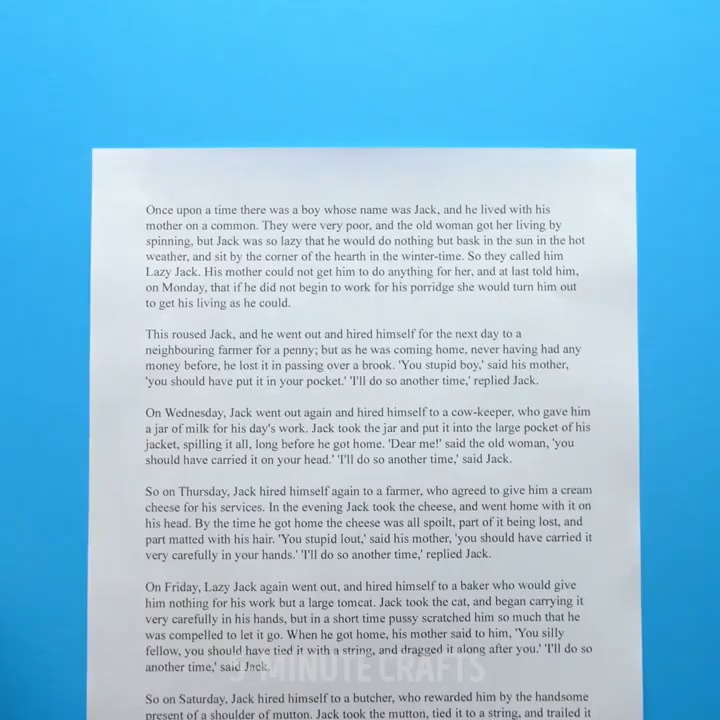 Once upon a time there was a boy whose name was Jack, and he lived with his
mother on a common. They were very poor, and the old woman got her living by
spinning, but Jack was so lazy that he would do nothing but bask in the sun in the hot
weather, and sit by the corner of the hearth in the winter-time. So they called him
Lazy Jack. His mother could not get him to do anything for her, and at last told him,
on Monday, that if he did not begin to work for his porridge she would turn him out
to get his living as he could.
This roused Jack, and he went out and hired himself for the next day to a
neighbouring farmer for a penny; but as he was coming home, never having had any
money before, he lost it in passing over a brook. 'You stupid boy,' said his mother,
'you should have put it in your pocket.' 'I'll do so another time,' replied Jack.
On Wednesday, Jack went out again and hired himself to a cow-keeper, who gave him
a jar of milk for his day's work. Jack took the jar and put it into the large pocket of his
jacket, spilling it all, long before he got home. 'Dear me!' said the old woman, 'you
should have carried it on your head.' 'I'll do so another time,' said Jack.
So on Thursday, Jack hired himself again to a farmer, who agreed to give him a cream
cheese for his services. In the evening Jack took the cheese, and went home with it on
his head. By the time he got home the cheese was all spoilt, part of it being lost, and
part matted with his hair. 'You stupid lout,' said his mother, 'you should have carried it
very carefully in your hands.' 'I'll do so another time,' replied Jack.
On Friday, Lazy Jack again went out, and hired himself to a baker who would give
him nothing for his work but a large tomcat. Jack took the cat, and began carrying it
very carefully in his hands, but in a short time pussy scratched him so much that he
was compelled to let it go. When he got home, his mother said to him, 'You silly
fellow, you should have tied it with a string, and dragged it along after you.' 'I'll do so
another time,' said Jack.
5-MINUTE CRAFTS
So on Saturday, Jack hired himself to a butcher, who rewarded him by the handsome
present of a shoulder of mutton. Jack took the mutton, tied it to a string, and trailed it